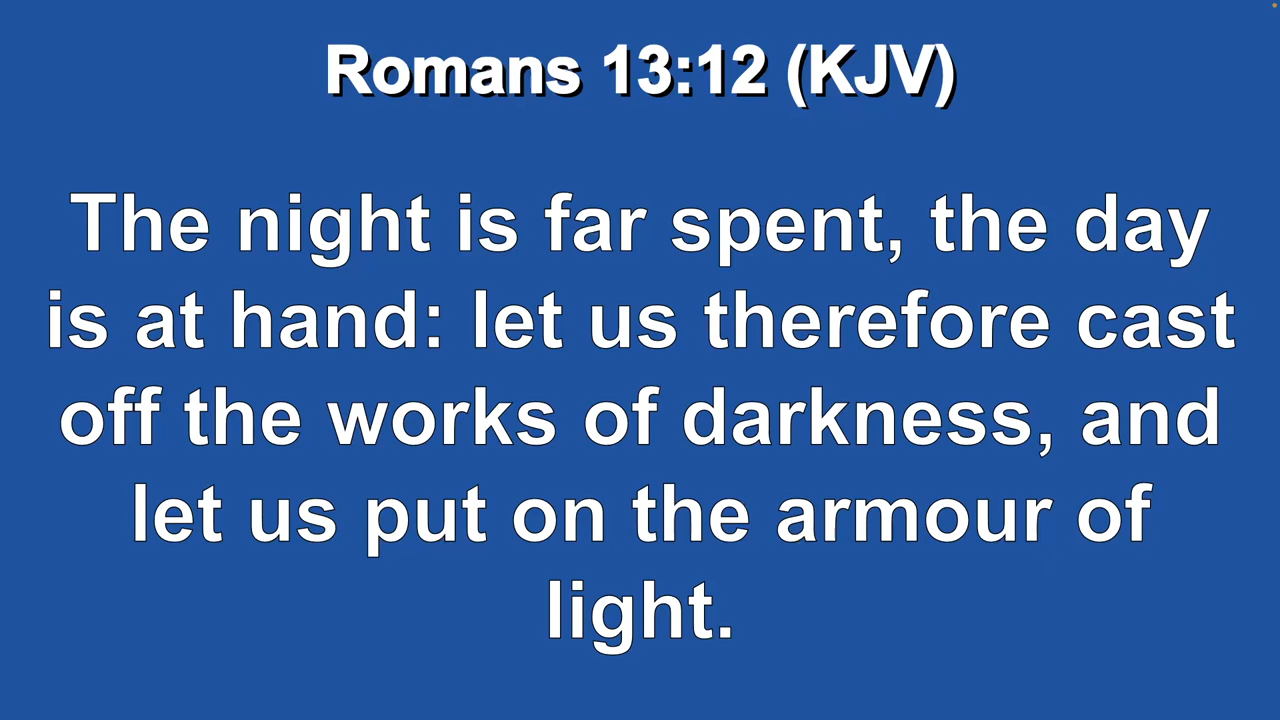 Romans 13:12 (KJV)
The night is far spent, the day
is at hand: let us therefore cast
off the works of darkness, and
let us put on the armour of
light.